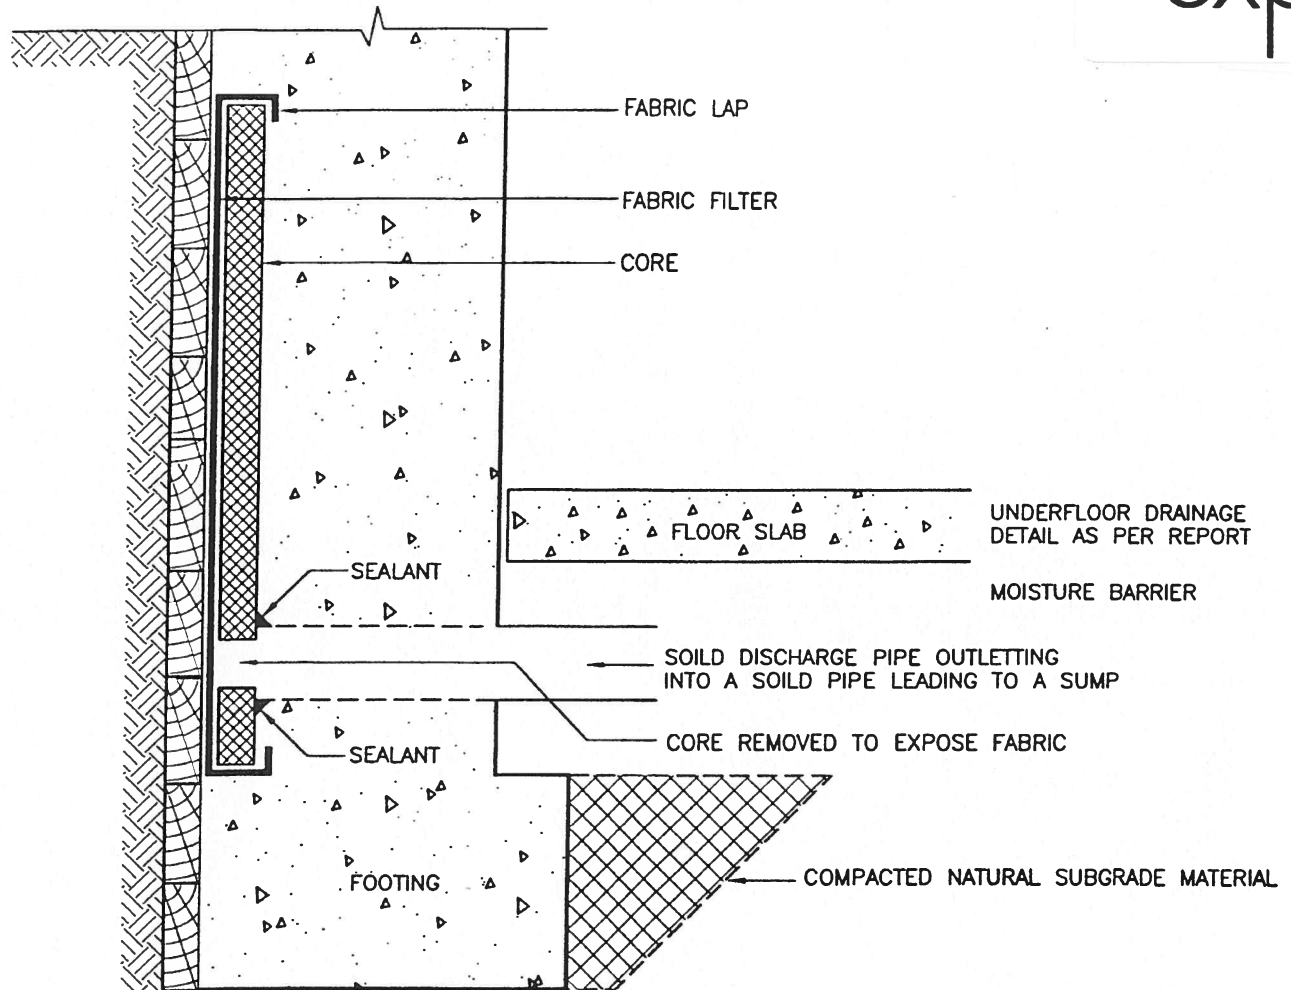 FABRIC LAP
FABRIC FILTER
CORE
FLOOR SLAB
UNDERFLOOR DRAINAGE
DETAIL AS PER REPORT
MOISTURE BARRIER
SEALANT
SOILD DISCHARGE PIPE OUTLETTING
INTO A SOILD PIPE LEADING TO A SUMP
CORE REMOVED TO EXPOSE FABRIC
SEALANT
FOOTING
COMPACTED NATURAL SUBGRADE MATERIAL